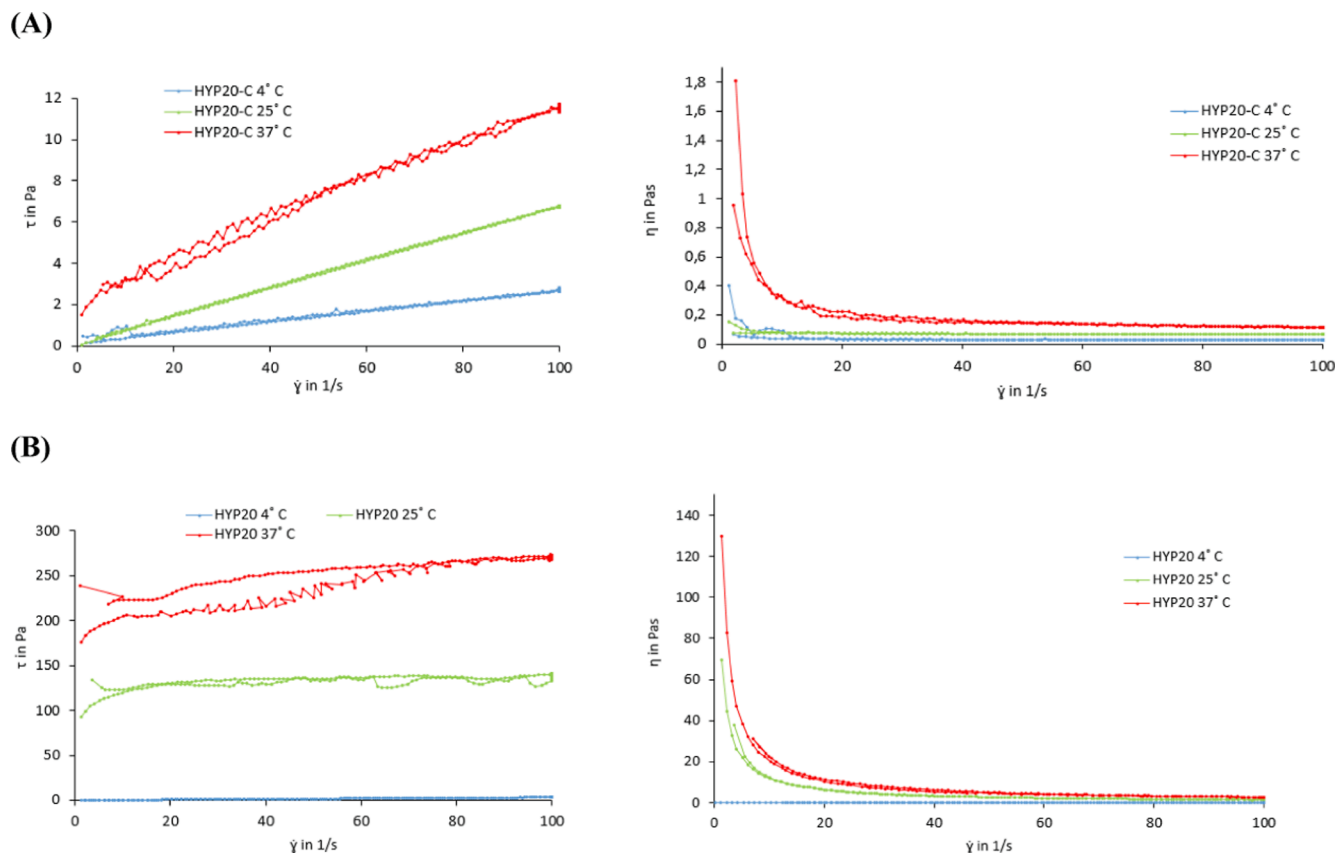 (A)
HYP20-C 4° C
HYP20-C 25° C
HYP20-C 37° C
12
10
8
6
4
2
0
τ in Pa
0 20 40 60 80 100
γ̇ in 1/s
1,8
1,6
1,4
1,2
1
0,8
0,6
0,4
0,2
0
η in Pas
HYP20-C 4° C
HYP20-C 25° C
HYP20-C 37° C
0 20 40 60 80 100
γ̇ in 1/s
(B)
HYP20 4° C HYP20 25° C
HYP20 37° C
300
250
200
150
100
50
0
τ in Pa
0 20 40 60 80 100
γ̇ in 1/s
140
120
100
80
60
40
20
0
η in Pas
HYP20 4° C
HYP20 25° C
HYP20 37° C
0 20 40 60 80 100
γ̇ in 1/s